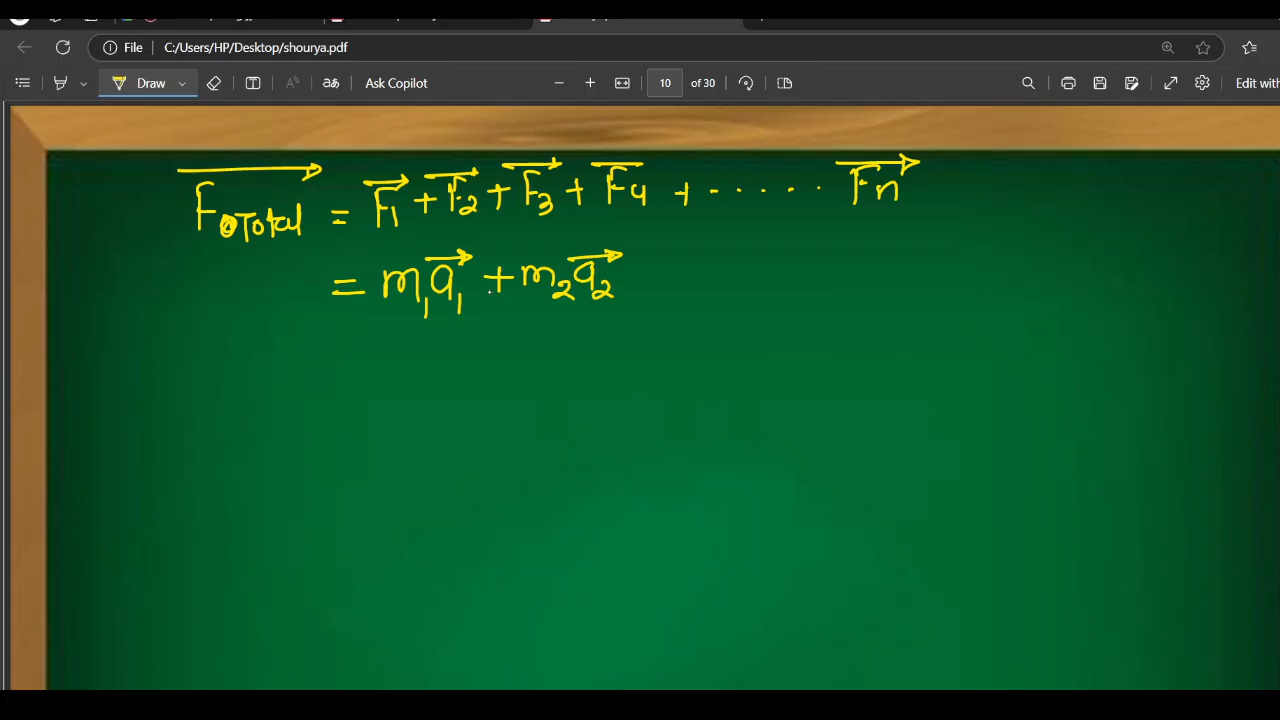 File | C:/Users/HP/Desktop/shourya.pdf
Draw Ask Copilot 10 of 30 Edit with
F Total = F1 + F2 + F3 + F4 + ...... Fn
= m1a1 + m2a2